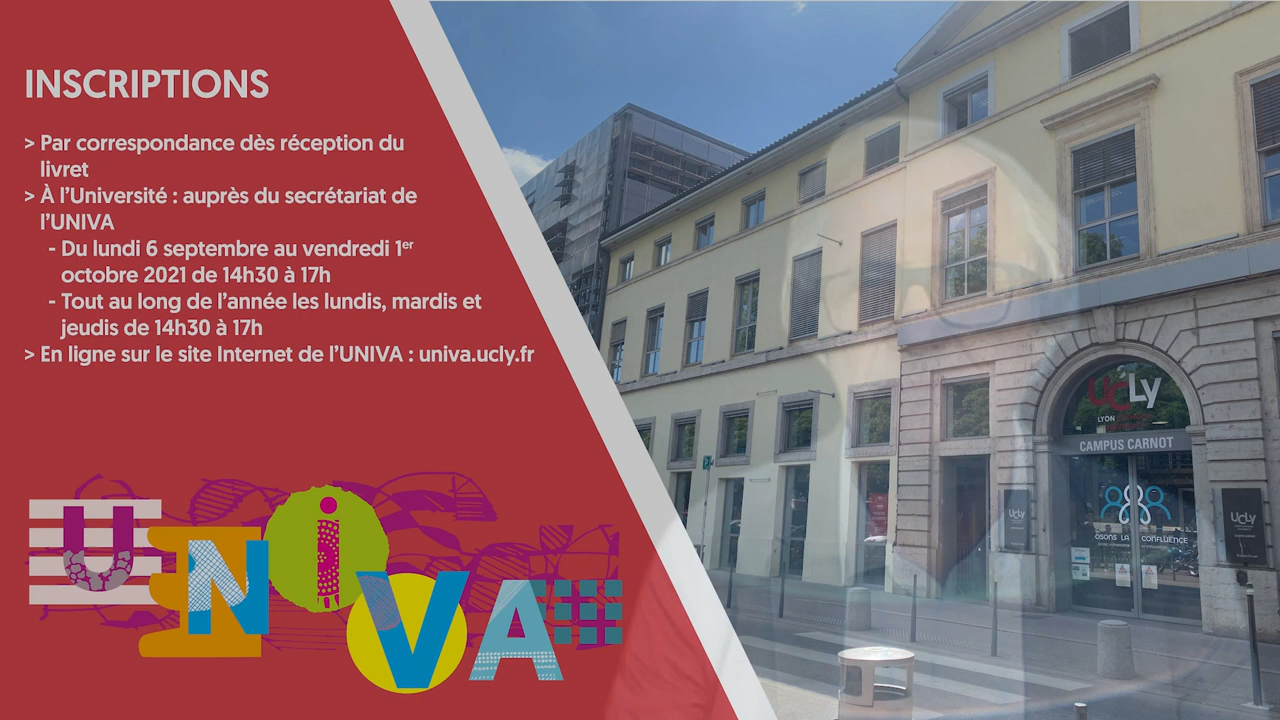 INSCRIPTIONS
> Par correspondance dès réception du
livret
> À l'Université : auprès du secrétariat de
l'UNIVA
- Du lundi 6 septembre au vendredi 1er
octobre 2021 de 14h30 à 17h
- Tout au long de l'année les lundis, mardis et
jeudis de 14h30 à 17h
> En ligne sur le site Internet de l'UNIVA : univa.ucly.fr
UNiVA
UCLy
LYON
CAMPUS CARNOT
OSONS LA CONFLUENCE
UCLy
UCLy